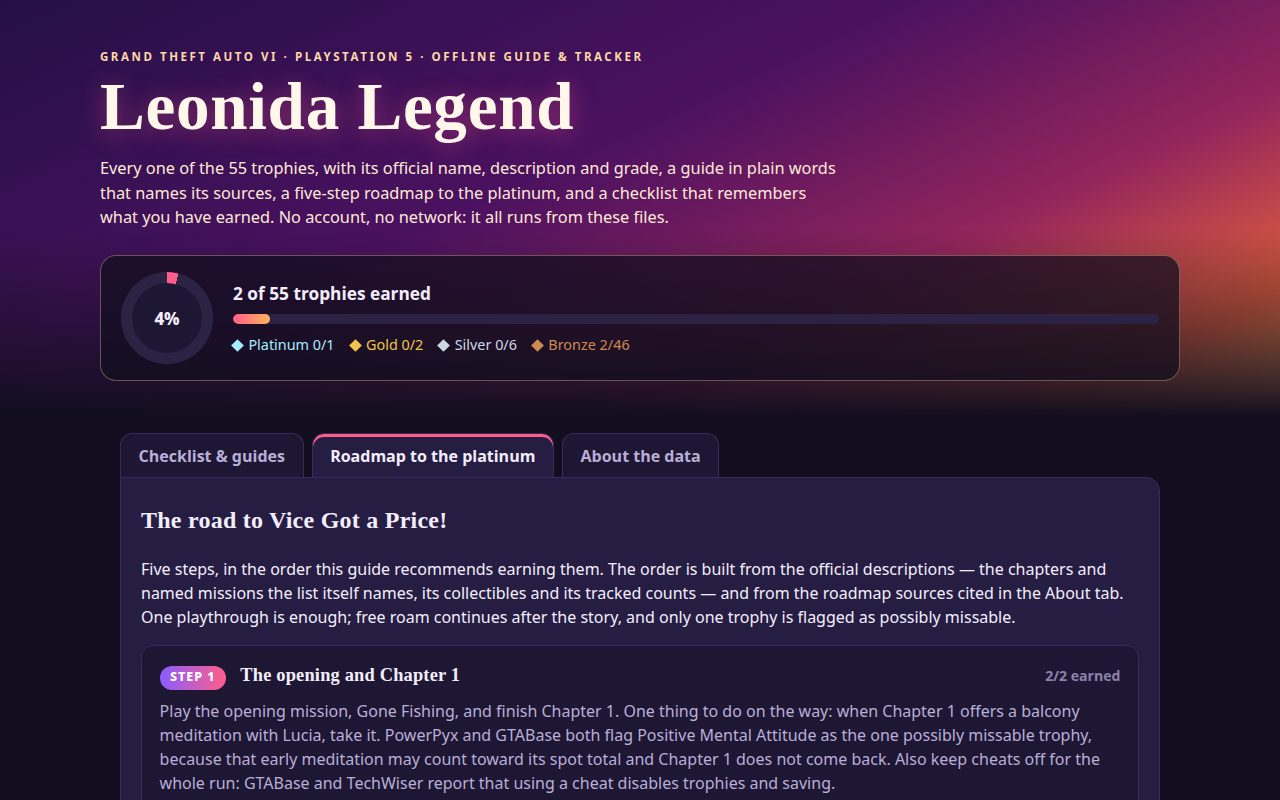 GRAND THEFT AUTO VI · PLAYSTATION 5 · OFFLINE GUIDE & TRACKER
Leonida Legend
Every one of the 55 trophies, with its official name, description and grade, a guide in plain words
that names its sources, a five-step roadmap to the platinum, and a checklist that remembers
what you have earned. No account, no network: it all runs from these files.
4%
2 of 55 trophies earned
Platinum 0/1 Gold 0/2 Silver 0/6 Bronze 2/46
Checklist & guides Roadmap to the platinum About the data
The road to Vice Got a Price!
Five steps, in the order this guide recommends earning them. The order is built from the official descriptions — the chapters and
named missions the list itself names, its collectibles and its tracked counts — and from the roadmap sources cited in the About tab.
One playthrough is enough; free roam continues after the story, and only one trophy is flagged as possibly missable.
STEP 1 The opening and Chapter 1 2/2 earned
Play the opening mission, Gone Fishing, and finish Chapter 1. One thing to do on the way: when Chapter 1 offers a balcony
meditation with Lucia, take it. PowerPyx and GTABase both flag Positive Mental Attitude as the one possibly missable trophy,
because that early meditation may count toward its spot total and Chapter 1 does not come back. Also keep cheats off for the
whole run: GTABase and TechWiser report that using a cheat disables trophies and saving.